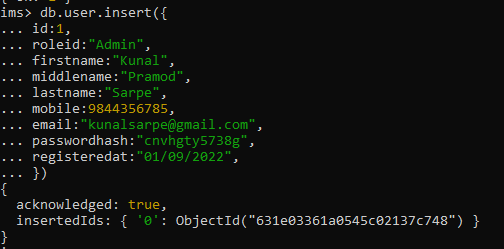 ims> db.user.insert({
... id:1,
... roleid:"Admin",
... firstname:"Kunal",
... middlename:"Pramod",
... lastname:"Sarpe",
... mobile:9844356785,
... email:"kunalsarpe@gmail.com",
... passwordhash:"cnvhgty5738g",
... registeredat:"01/09/2022",
... })
{
  acknowledged: true,
  insertedIds: { '0': ObjectId("631e03361a0545c02137c748") }
}